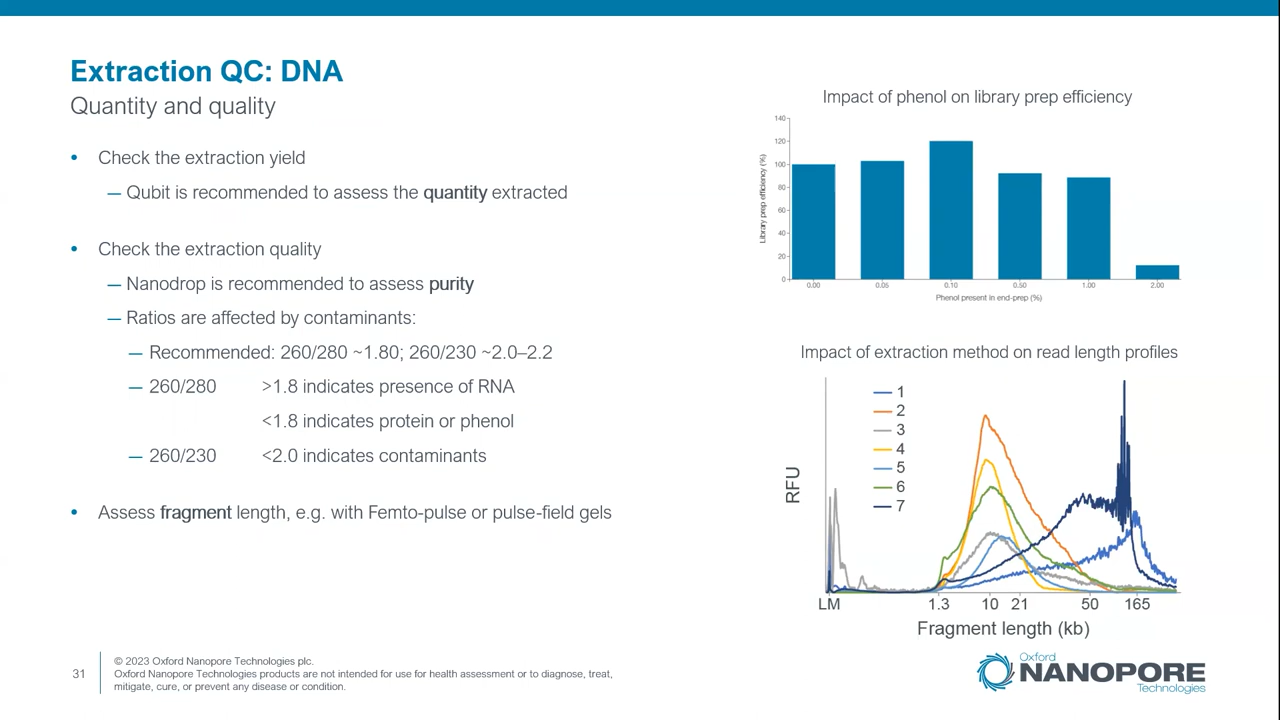 Extraction QC: DNA
Quantity and quality
• Check the extraction yield
— Qubit is recommended to assess the quantity extracted
• Check the extraction quality
— Nanodrop is recommended to assess purity
— Ratios are affected by contaminants:
— Recommended: 260/280 ~1.80; 260/230 ~2.0–2.2
— 260/280 >1.8 indicates presence of RNA
<1.8 indicates protein or phenol
— 260/230 <2.0 indicates contaminants
• Assess fragment length, e.g. with Femto-pulse or pulse-field gels
Impact of phenol on library prep efficiency
Library prep efficiency (%)
140
120
100
80
60
40
20
0
0.00 0.05 0.10 0.50 1.00 2.00
Phenol present in end-prep (%)
Impact of extraction method on read length profiles
RFU
1
2
3
4
5
6
7
LM 1.3 10 21 50 165
Fragment length (kb)
31
© 2023 Oxford Nanopore Technologies plc.
Oxford Nanopore Technologies products are not intended for use for health assessment or to diagnose, treat,
mitigate, cure, or prevent any disease or condition.
Oxford
NANOPORE
Technologies